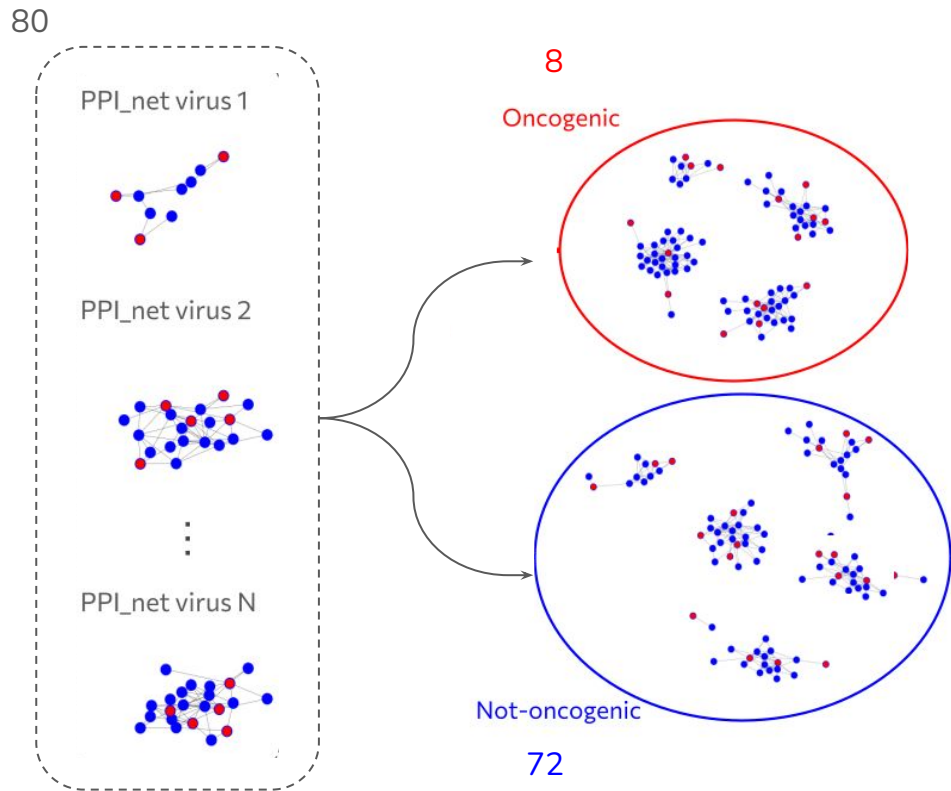 80
PPI_net virus 1
PPI_net virus 2
⋮
PPI_net virus N
8
Oncogenic
Not-oncogenic
72